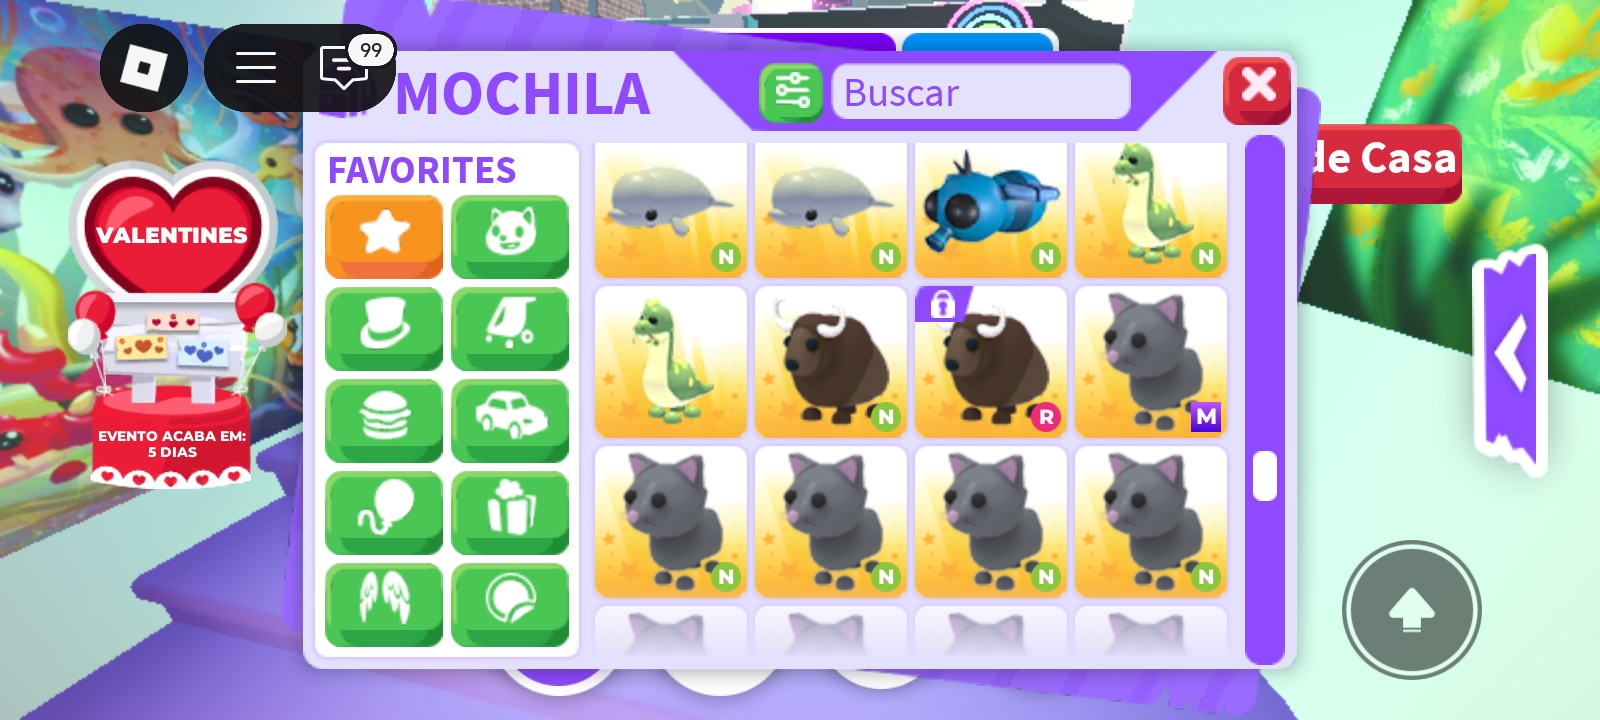 99
MOCHILA
Buscar
FAVORITES
de Casa
VALENTINES
EVENTO ACABA EM:
5 DIAS
N
N
N
N
N
R
M
N
N
N
N